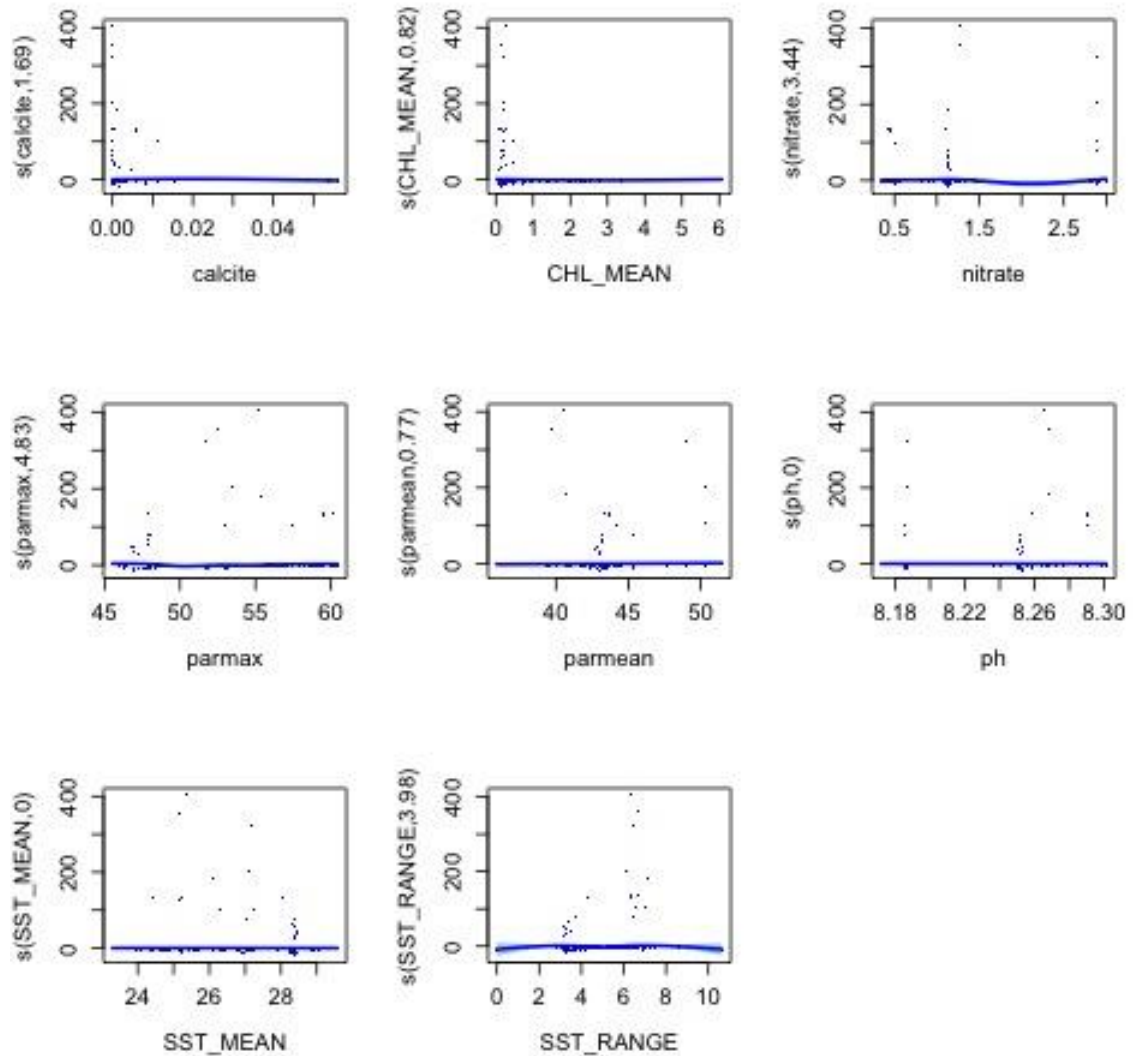 s(calcite,1.69)
400
200
0
0.00 0.02 0.04
calcite
s(CHL_MEAN,0.82)
400
200
0
0 1 2 3 4 5 6
CHL_MEAN
s(nitrate,3.44)
400
200
0
0.5 1.5 2.5
nitrate
s(parmax,4.83)
400
200
0
45 50 55 60
parmax
s(parmean,0.77)
400
200
0
40 45 50
parmean
s(ph,0)
400
200
0
8.18 8.22 8.26 8.30
ph
s(SST_MEAN,0)
400
200
0
24 26 28
SST_MEAN
s(SST_RANGE,3.98)
400
200
0
0 2 4 6 8 10
SST_RANGE